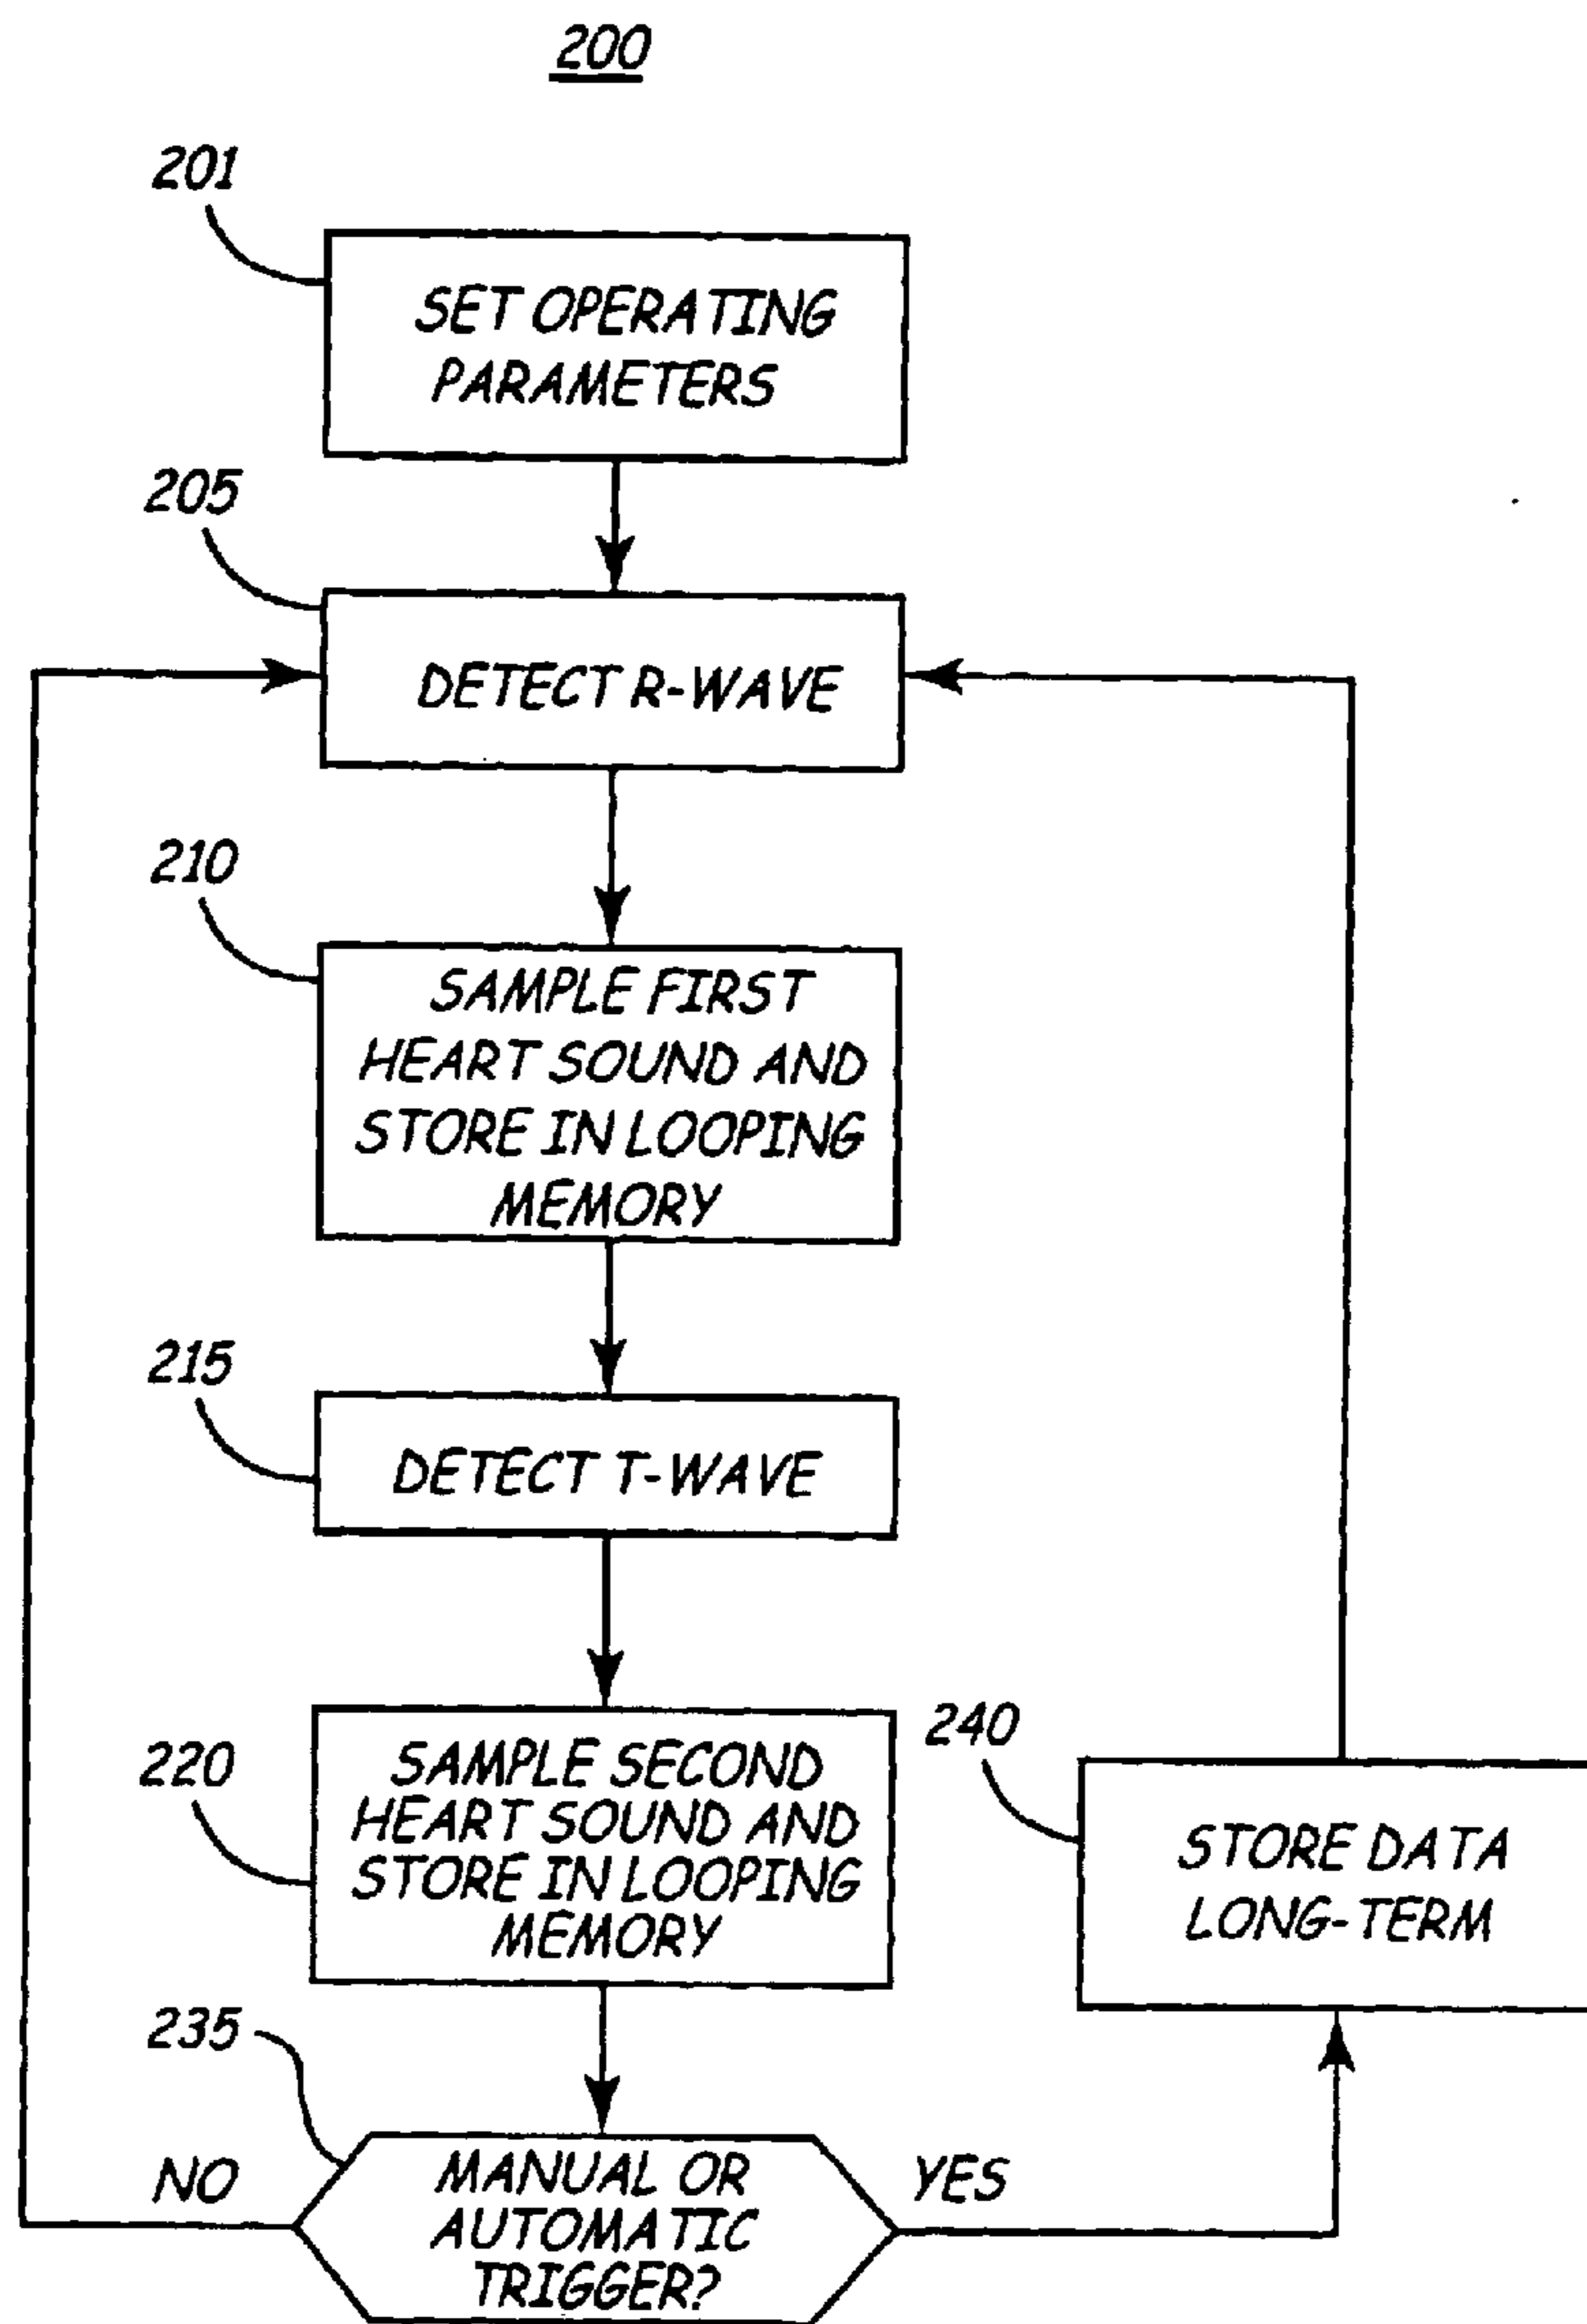 200
201
SET OPERATING
PARAMETERS
205
DETECT R-WAVE
210
SAMPLE FIRST
HEART SOUND AND
STORE IN LOOPING
MEMORY
215
DETECT T-WAVE
220
SAMPLE SECOND
HEART SOUND AND
STORE IN LOOPING
MEMORY
240
STORE DATA
LONG-TERM
235
NO
MANUAL OR
AUTOMATIC
TRIGGER?
YES